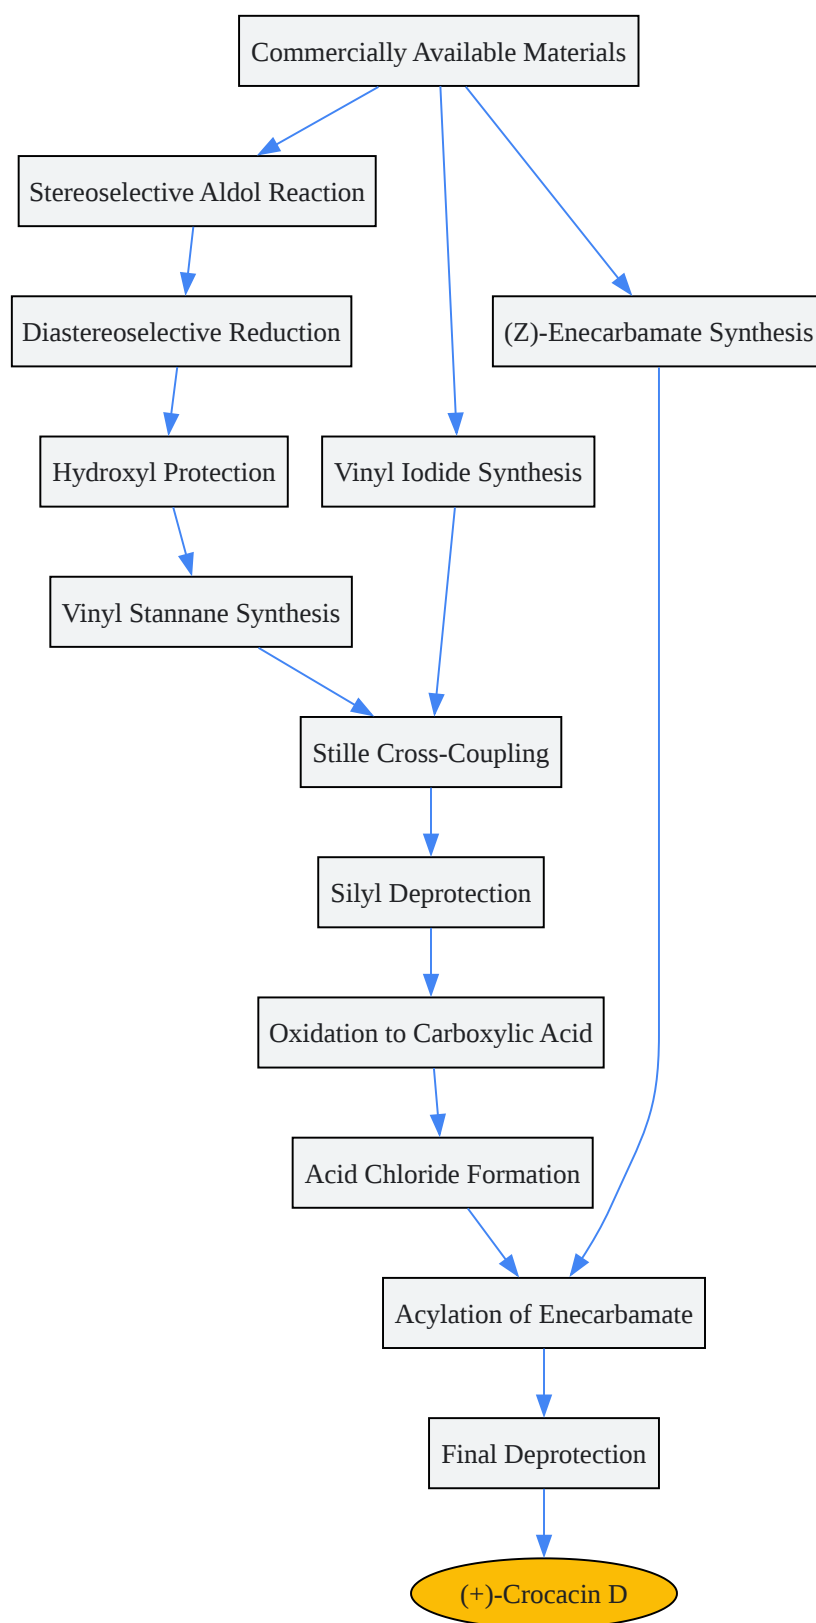 Commercially Available Materials
Stereoselective Aldol Reaction
Diastereoselective Reduction
(Z)-Enecarbamate Synthesis
Hydroxyl Protection
Vinyl Iodide Synthesis
Vinyl Stannane Synthesis
Stille Cross-Coupling
Silyl Deprotection
Oxidation to Carboxylic Acid
Acid Chloride Formation
Acylation of Enecarbamate
Final Deprotection
(+)-Crocacin D